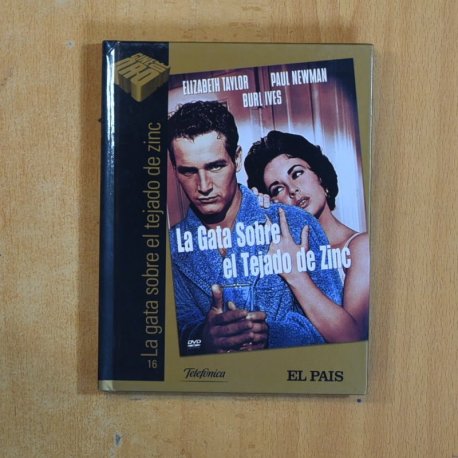 ELIZABETH TAYLOR PAUL NEWMAN
BURL IVES
La Gata Sobre
el Tejado de Zinc
DVD
Telefónica
EL PAIS
16 La gata sobre el tejado de zinc
ORO